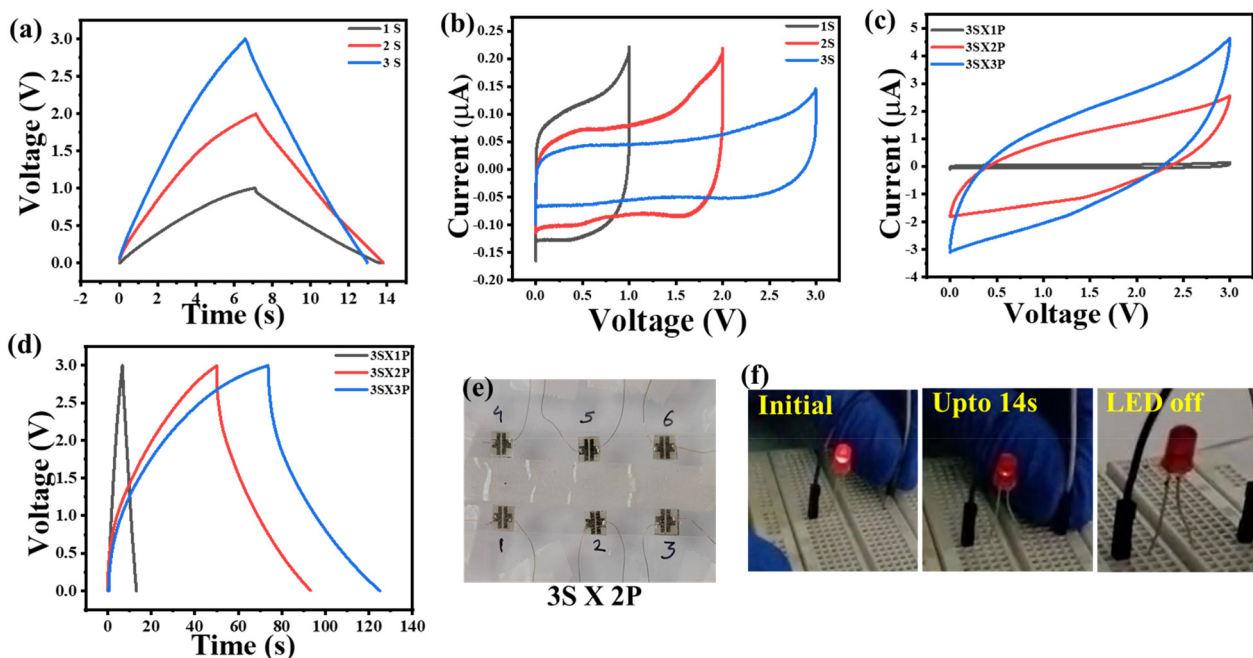 (a)
1 S
2 S
3 S
3.0
2.5
2.0
1.5
1.0
0.5
0.0
Voltage (V)
-2 0 2 4 6 8 10 12 14
Time (s)
(b)
1S
2S
3S
0.25
0.20
0.15
0.10
0.05
0.00
-0.05
-0.10
-0.15
-0.20
Current (μA)
0.0 0.5 1.0 1.5 2.0 2.5 3.0
Voltage (V)
(c)
3SX1P
3SX2P
3SX3P
5
4
3
2
1
0
-1
-2
-3
-4
Current (μA)
0.0 0.5 1.0 1.5 2.0 2.5 3.0
Voltage (V)
(d)
3SX1P
3SX2P
3SX3P
3.0
2.5
2.0
1.5
1.0
0.5
0.0
Voltage (V)
0 20 40 60 80 100 120 140
Time (s)
(e)
4 5 6
1 2 3
3S X 2P
(f)
Initial
Upto 14s
LED off